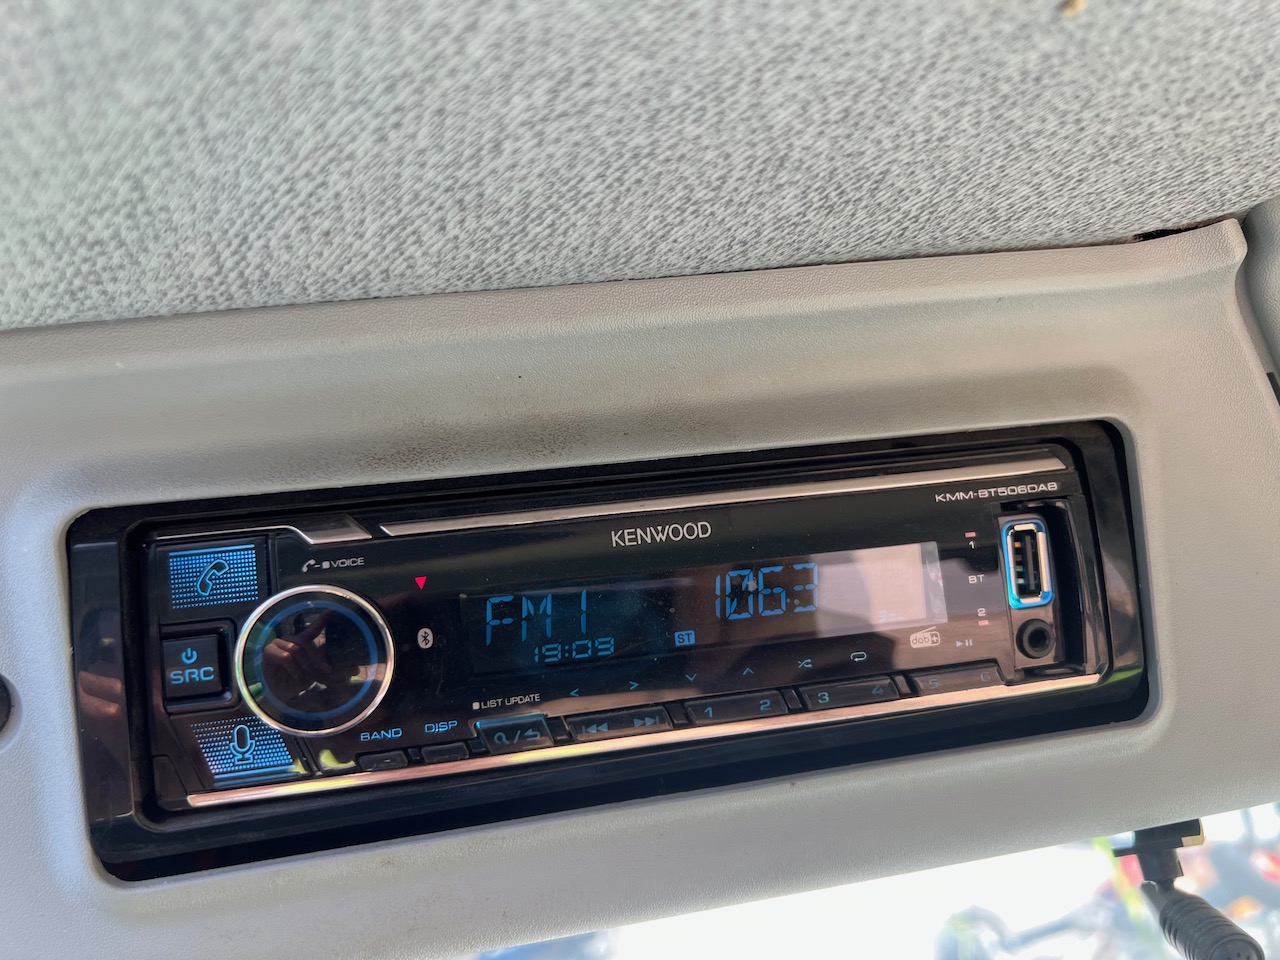 KMM-BT506DAB
KENWOOD
VOICE
1
BT
FM1
1063
19:09
ST
dab+
2
SRC
LIST UPDATE
BAND
DISP
1
2
3
4
5
6